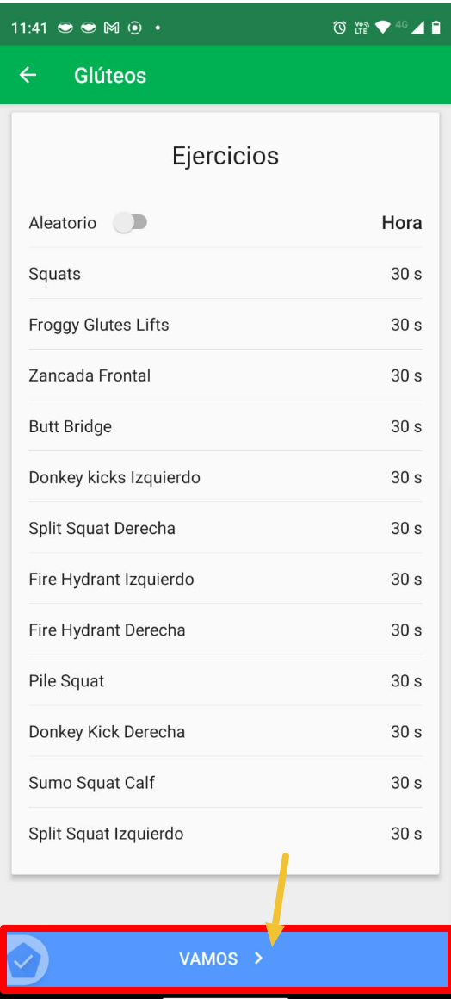 11:41
VoLTE 4G
Glúteos
Ejercicios
Aleatorio Hora
Squats 30 s
Froggy Glutes Lifts 30 s
Zancada Frontal 30 s
Butt Bridge 30 s
Donkey kicks Izquierdo 30 s
Split Squat Derecha 30 s
Fire Hydrant Izquierdo 30 s
Fire Hydrant Derecha 30 s
Pile Squat 30 s
Donkey Kick Derecha 30 s
Sumo Squat Calf 30 s
Split Squat Izquierdo 30 s
VAMOS